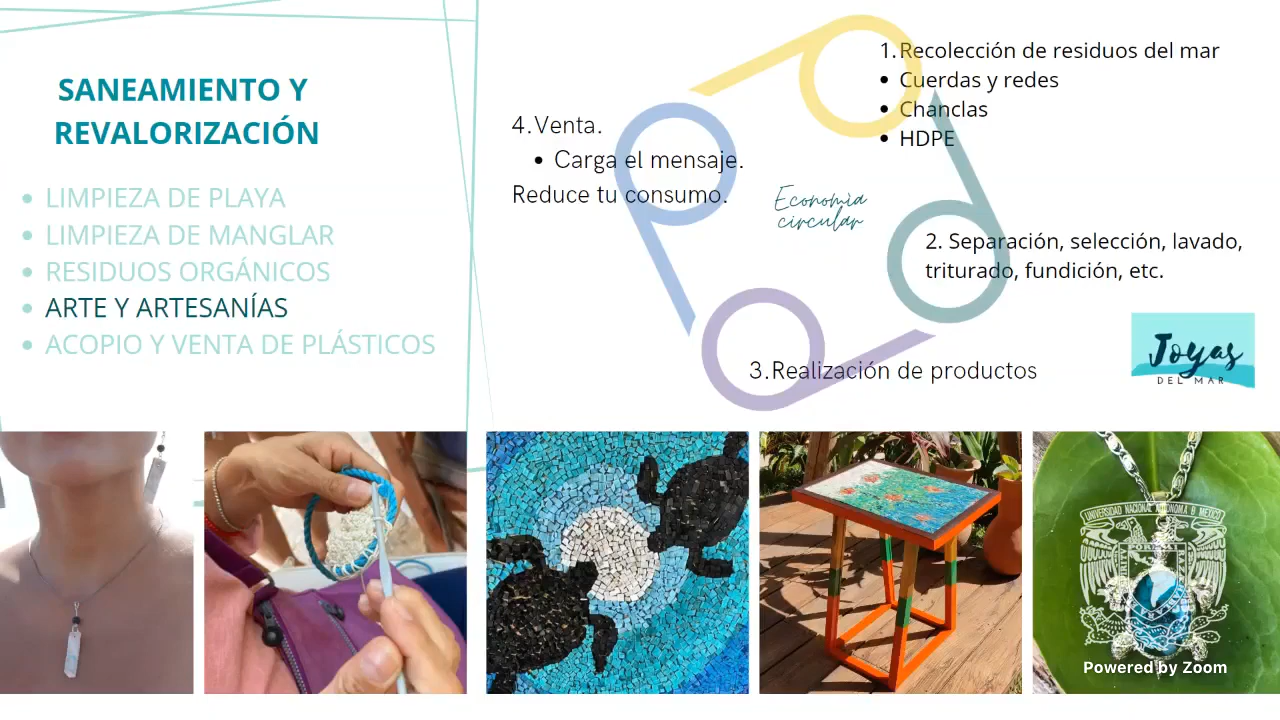 SANEAMIENTO Y
REVALORIZACIÓN
• LIMPIEZA DE PLAYA
• LIMPIEZA DE MANGLAR
• RESIDUOS ORGÁNICOS
• ARTE Y ARTESANÍAS
• ACOPIO Y VENTA DE PLÁSTICOS
1. Recolección de residuos del mar
• Cuerdas y redes
• Chanclas
• HDPE
2. Separación, selección, lavado,
triturado, fundición, etc.
3.Realización de productos
4.Venta.
• Carga el mensaje.
Reduce tu consumo.
Economia
circular
Joyas
DEL MAR
Powered by Zoom